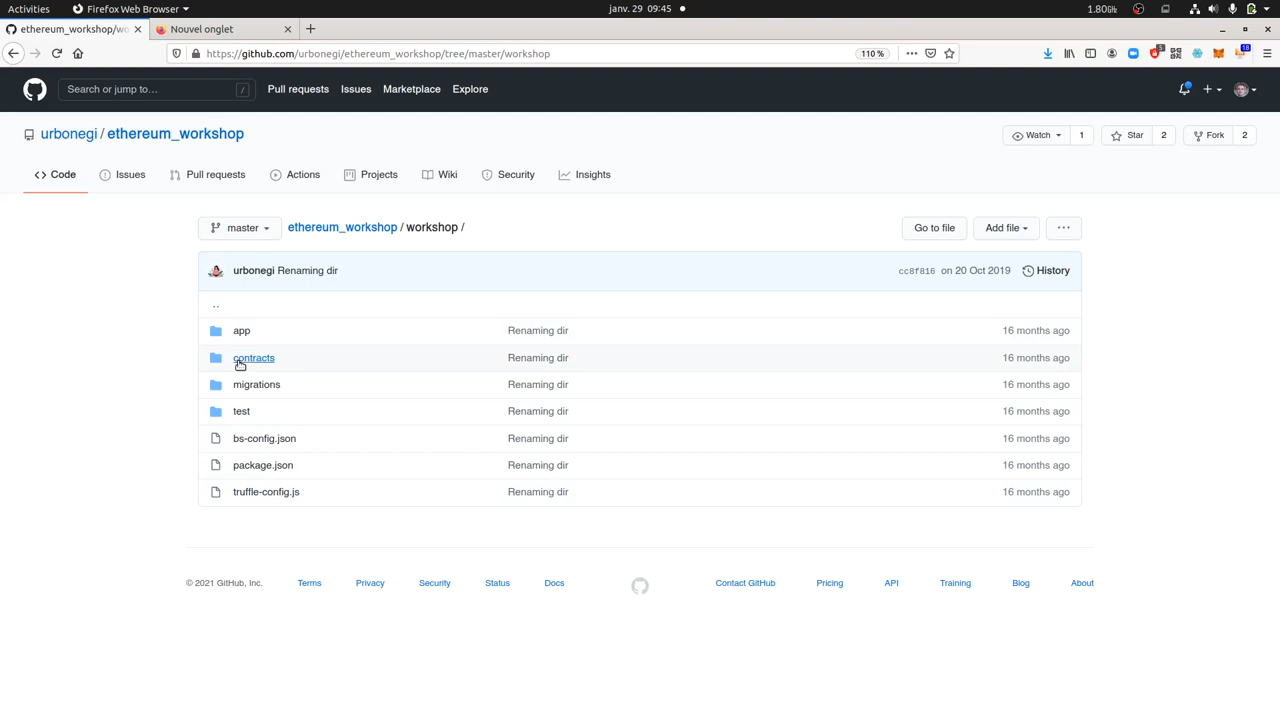 Activities Firefox Web Browser janv. 29 09:45 1.80GHz
ethereum_workshop/wo Nouvel onglet
https://github.com/urbonegi/ethereum_workshop/tree/master/workshop 110 % 5 18
Search or jump to… / Pull requests Issues Marketplace Explore
urbonegi / ethereum_workshop Watch 1 Star 2 Fork 2
Code Issues Pull requests Actions Projects Wiki Security Insights
master ethereum_workshop / workshop / Go to file Add file
urbonegi Renaming dir cc8f816 on 20 Oct 2019 History
..
app Renaming dir 16 months ago
contracts Renaming dir 16 months ago
migrations Renaming dir 16 months ago
test Renaming dir 16 months ago
bs-config.json Renaming dir 16 months ago
package.json Renaming dir 16 months ago
truffle-config.js Renaming dir 16 months ago
© 2021 GitHub, Inc. Terms Privacy Security Status Docs Contact GitHub Pricing API Training Blog About